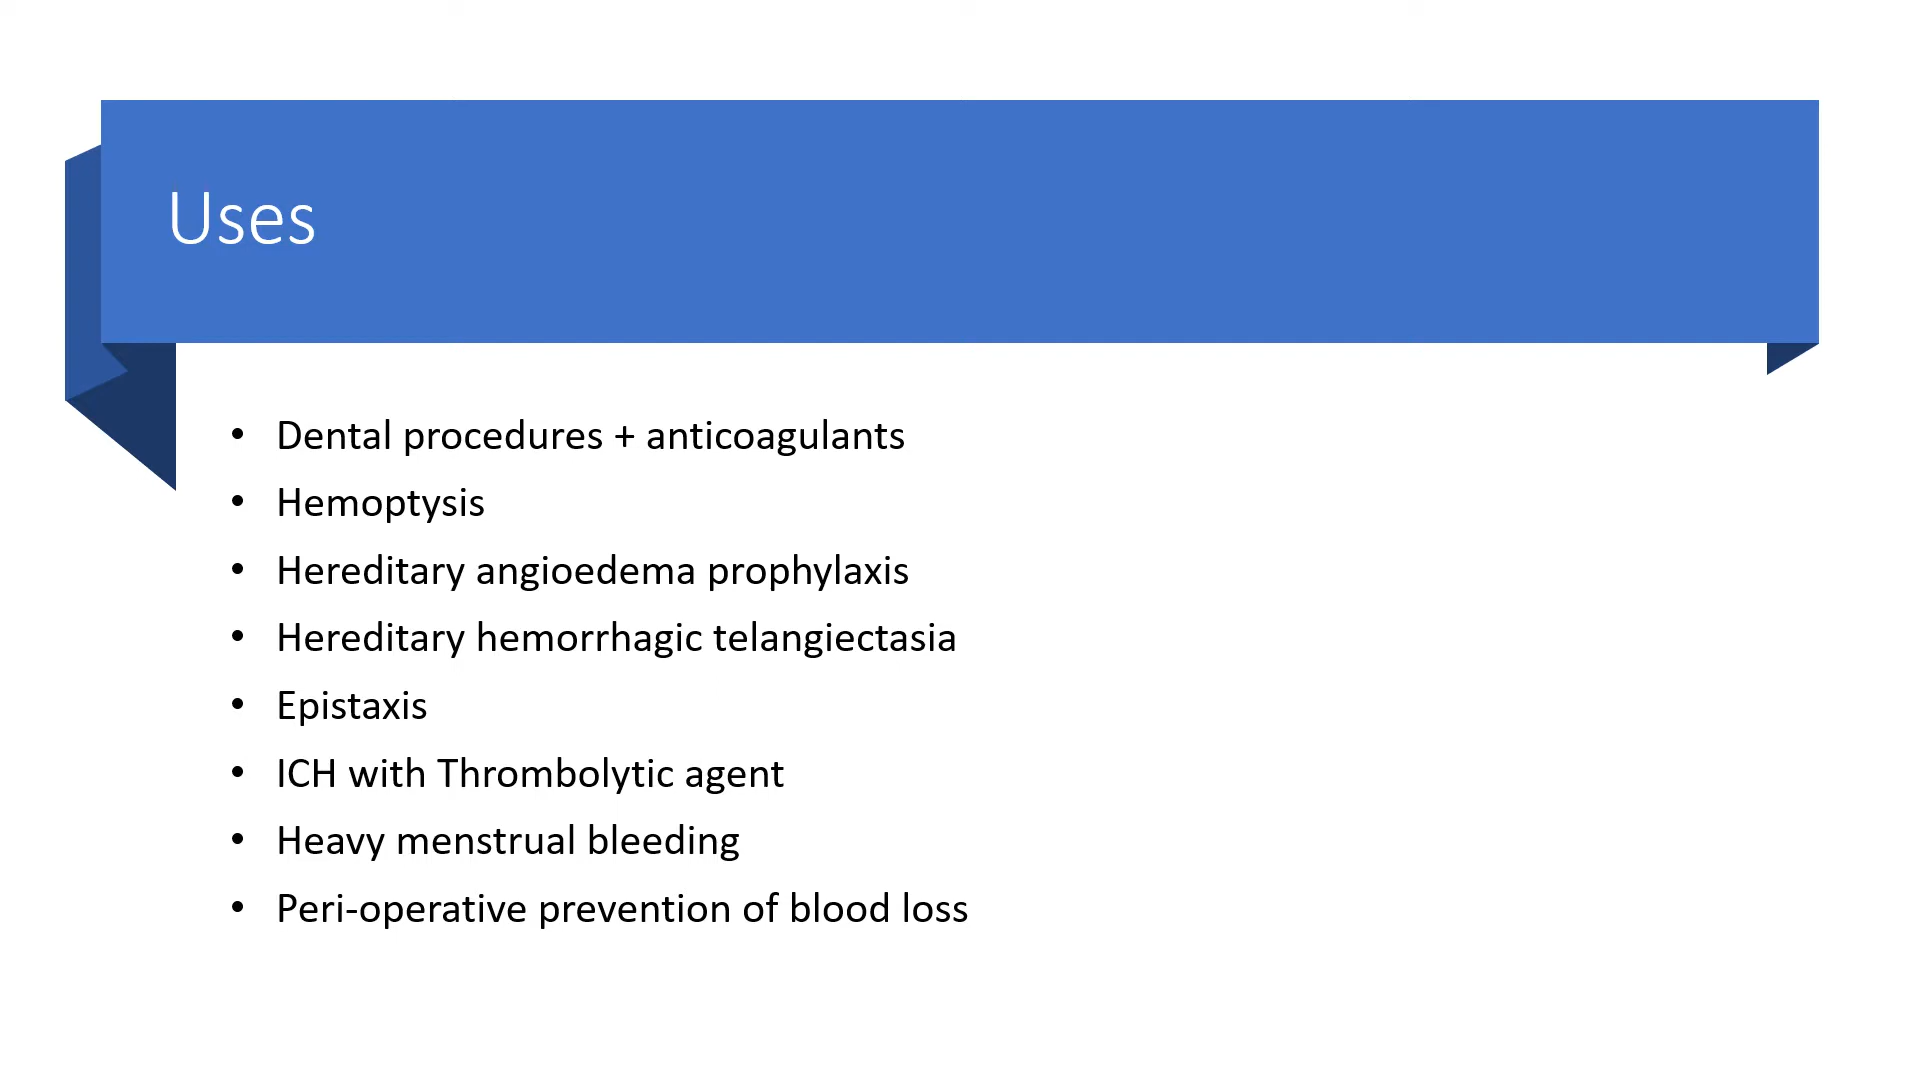 Uses
• Dental procedures + anticoagulants
• Hemoptysis
• Hereditary angioedema prophylaxis
• Hereditary hemorrhagic telangiectasia
• Epistaxis
• ICH with Thrombolytic agent
• Heavy menstrual bleeding
• Peri-operative prevention of blood loss